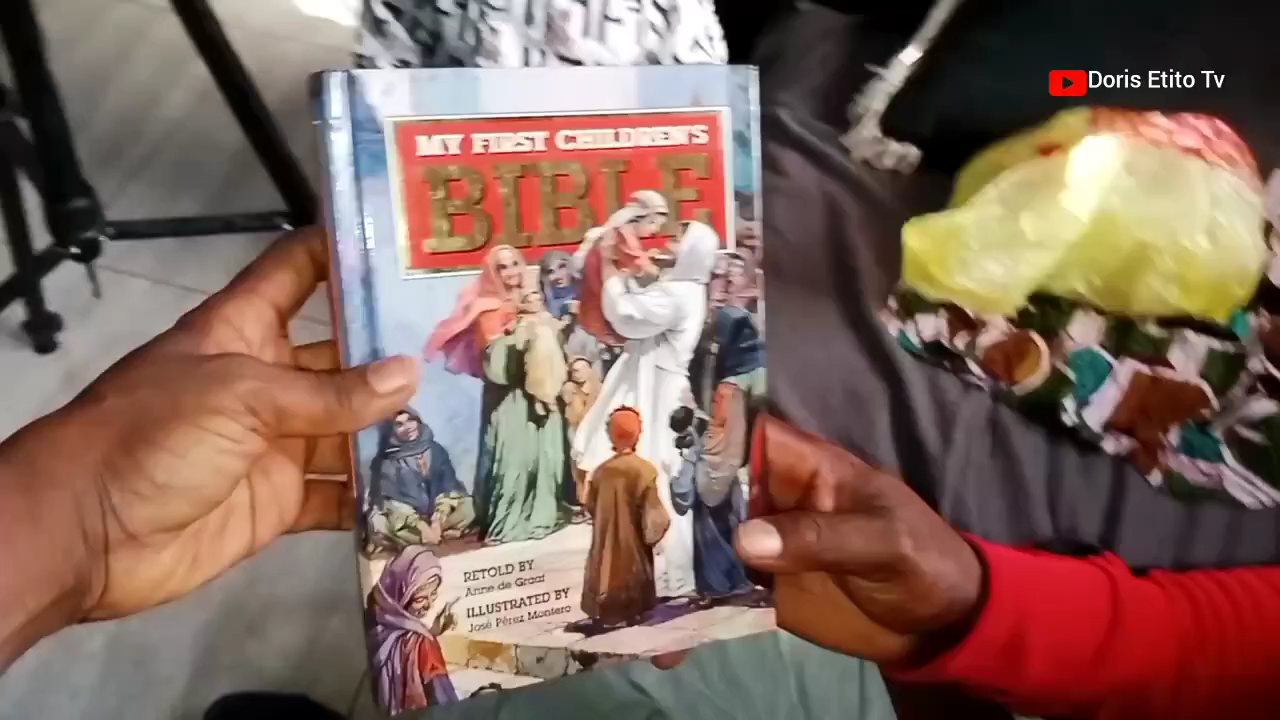 Doris Etito Tv
MY FIRST CHILDREN'S
BIBLE
RETOLD BY
Anne de Graaf
ILLUSTRATED BY
José Pérez Montero